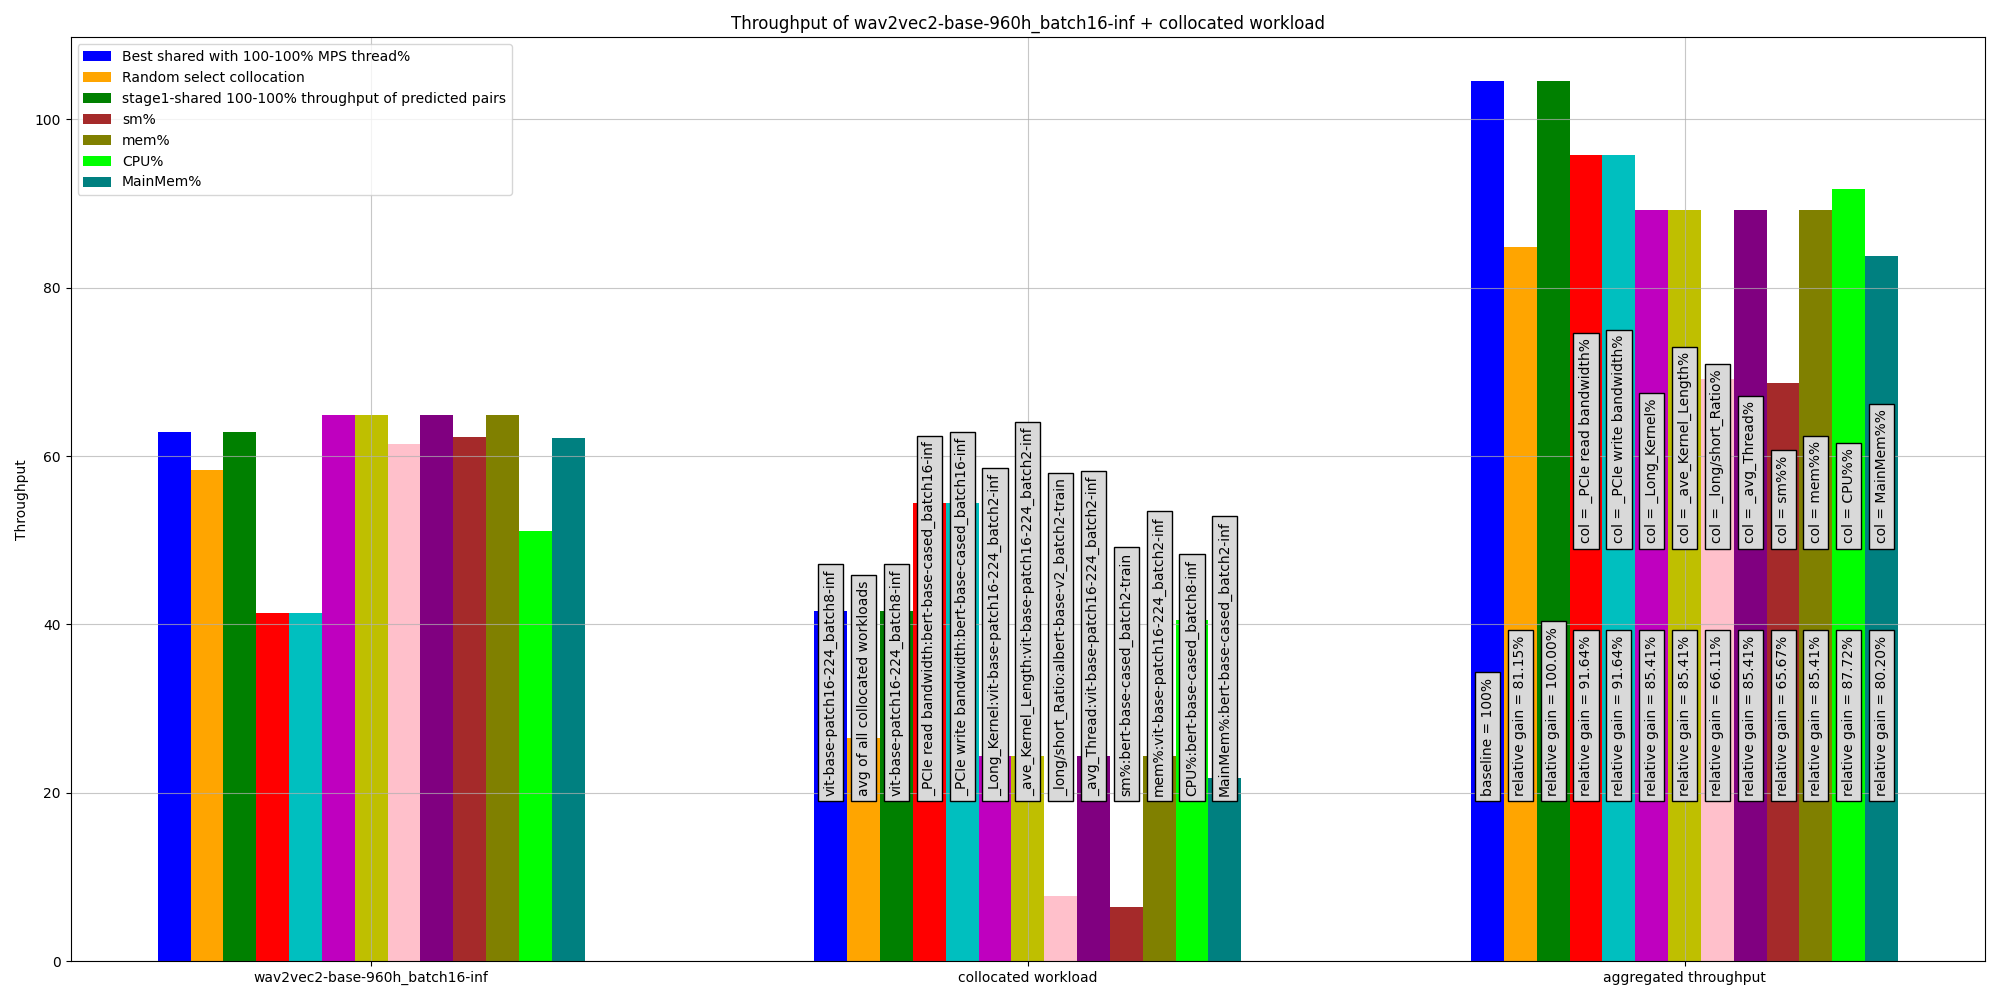 Throughput of wav2vec2-base-960h_batch16-inf + collocated workload
Best shared with 100-100% MPS thread%
Random select collocation
stage1-shared 100-100% throughput of predicted pairs
sm%
mem%
CPU%
MainMem%
Throughput
100
80
60
40
20
0
vit-base-patch16-224_batch8-inf
avg of all collocated workloads
vit-base-patch16-224_batch8-inf
_PCIe read bandwidth:bert-base-cased_batch16-inf
_PCIe write bandwidth:bert-base-cased_batch16-inf
_Long_Kernel:vit-base-patch16-224_batch2-inf
_ave_Kernel_Length:vit-base-patch16-224_batch2-inf
_long/short_Ratio:albert-base-v2_batch2-train
_avg_Thread:vit-base-patch16-224_batch2-inf
sm%:bert-base-cased_batch2-train
mem%:vit-base-patch16-224_batch2-inf
CPU%:bert-base-cased_batch8-inf
MainMem%:bert-base-cased_batch2-inf
col = _PCIe read bandwidth%
col = _PCIe write bandwidth%
col = _Long_Kernel%
col = _ave_Kernel_Length%
col = _long/short_Ratio%
col = _avg_Thread%
col = sm%%
col = mem%%
col = CPU%%
col = MainMem%%
baseline = 100%
relative gain = 81.15%
relative gain = 100.00%
relative gain = 91.64%
relative gain = 91.64%
relative gain = 85.41%
relative gain = 85.41%
relative gain = 66.11%
relative gain = 85.41%
relative gain = 65.67%
relative gain = 85.41%
relative gain = 87.72%
relative gain = 80.20%
wav2vec2-base-960h_batch16-inf
collocated workload
aggregated throughput